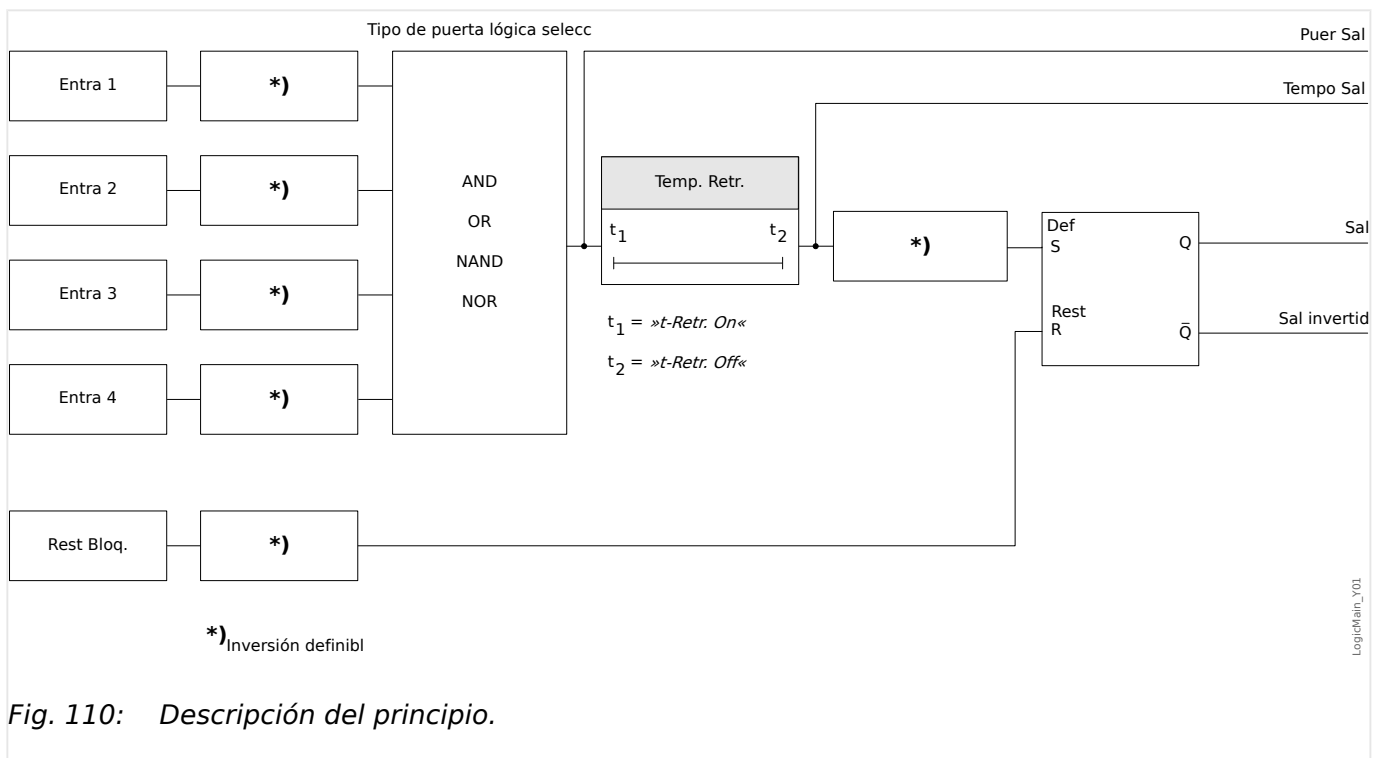 Tipo de puerta lógica selecc
Puer Sal
Tempo Sal
Entra 1
*)
Entra 2
*)
Entra 3
*)
Entra 4
*)
AND
OR
NAND
NOR
Temp. Retr.
t1
t2
t1 = »t-Retr. On«
t2 = »t-Retr. Off«
*)
Def
S
Q
Rest
R
Q̅
Sal
Sal invertid
Rest Bloq.
*)
*) Inversión definibl
LogicMain_Y01
Fig. 110: Descripción del principio.